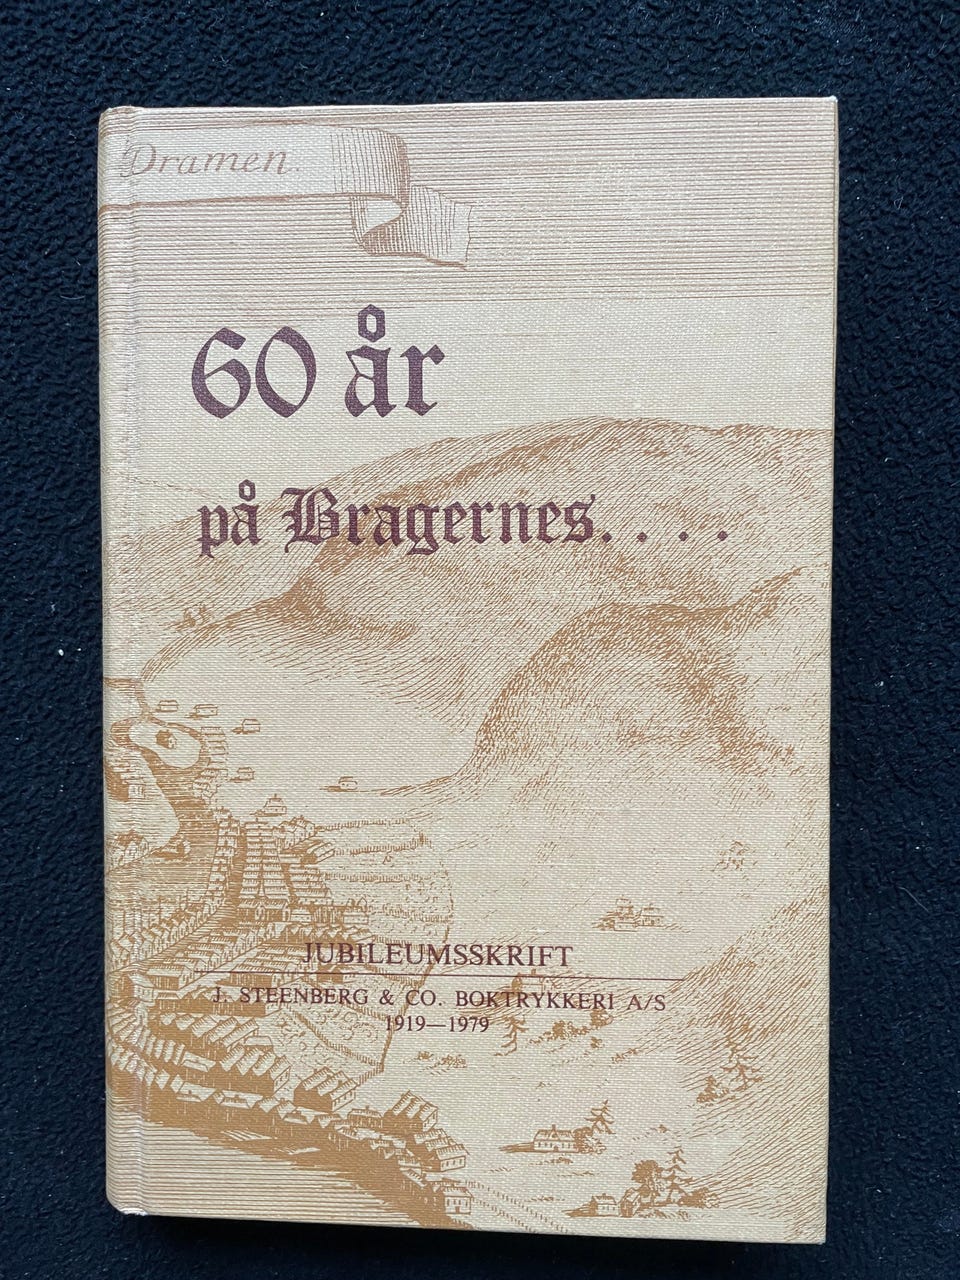 Dramen.
60 år
på Bragernes. . . .
JUBILEUMSSKRIFT
J. STEENBERG & CO. BOKTRYKKERI A/S
1919—1979